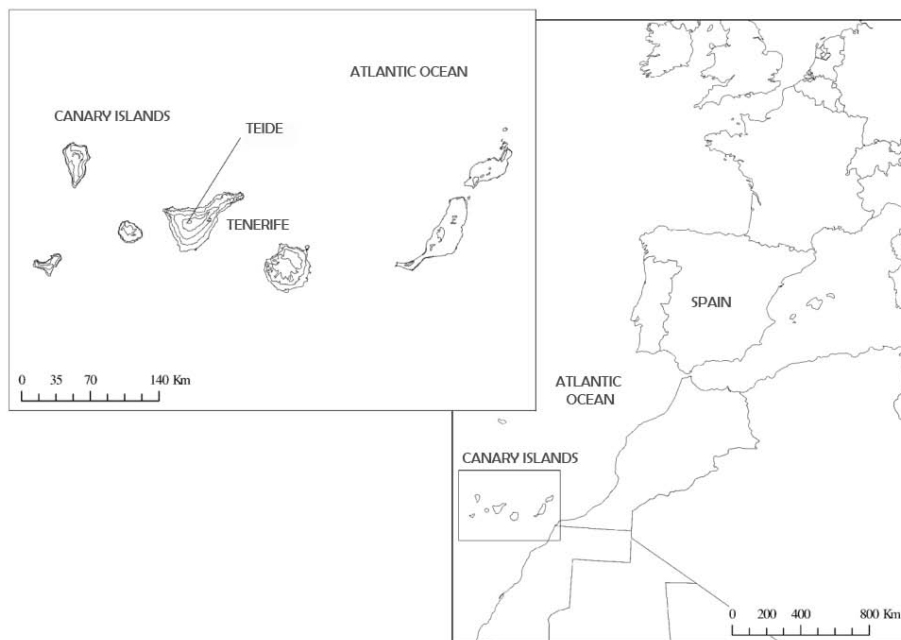 ATLANTIC OCEAN
CANARY ISLANDS
TEIDE
TENERIFE
0 35 70 140 Km
SPAIN
ATLANTIC
OCEAN
CANARY ISLANDS
0 200 400 800 Km